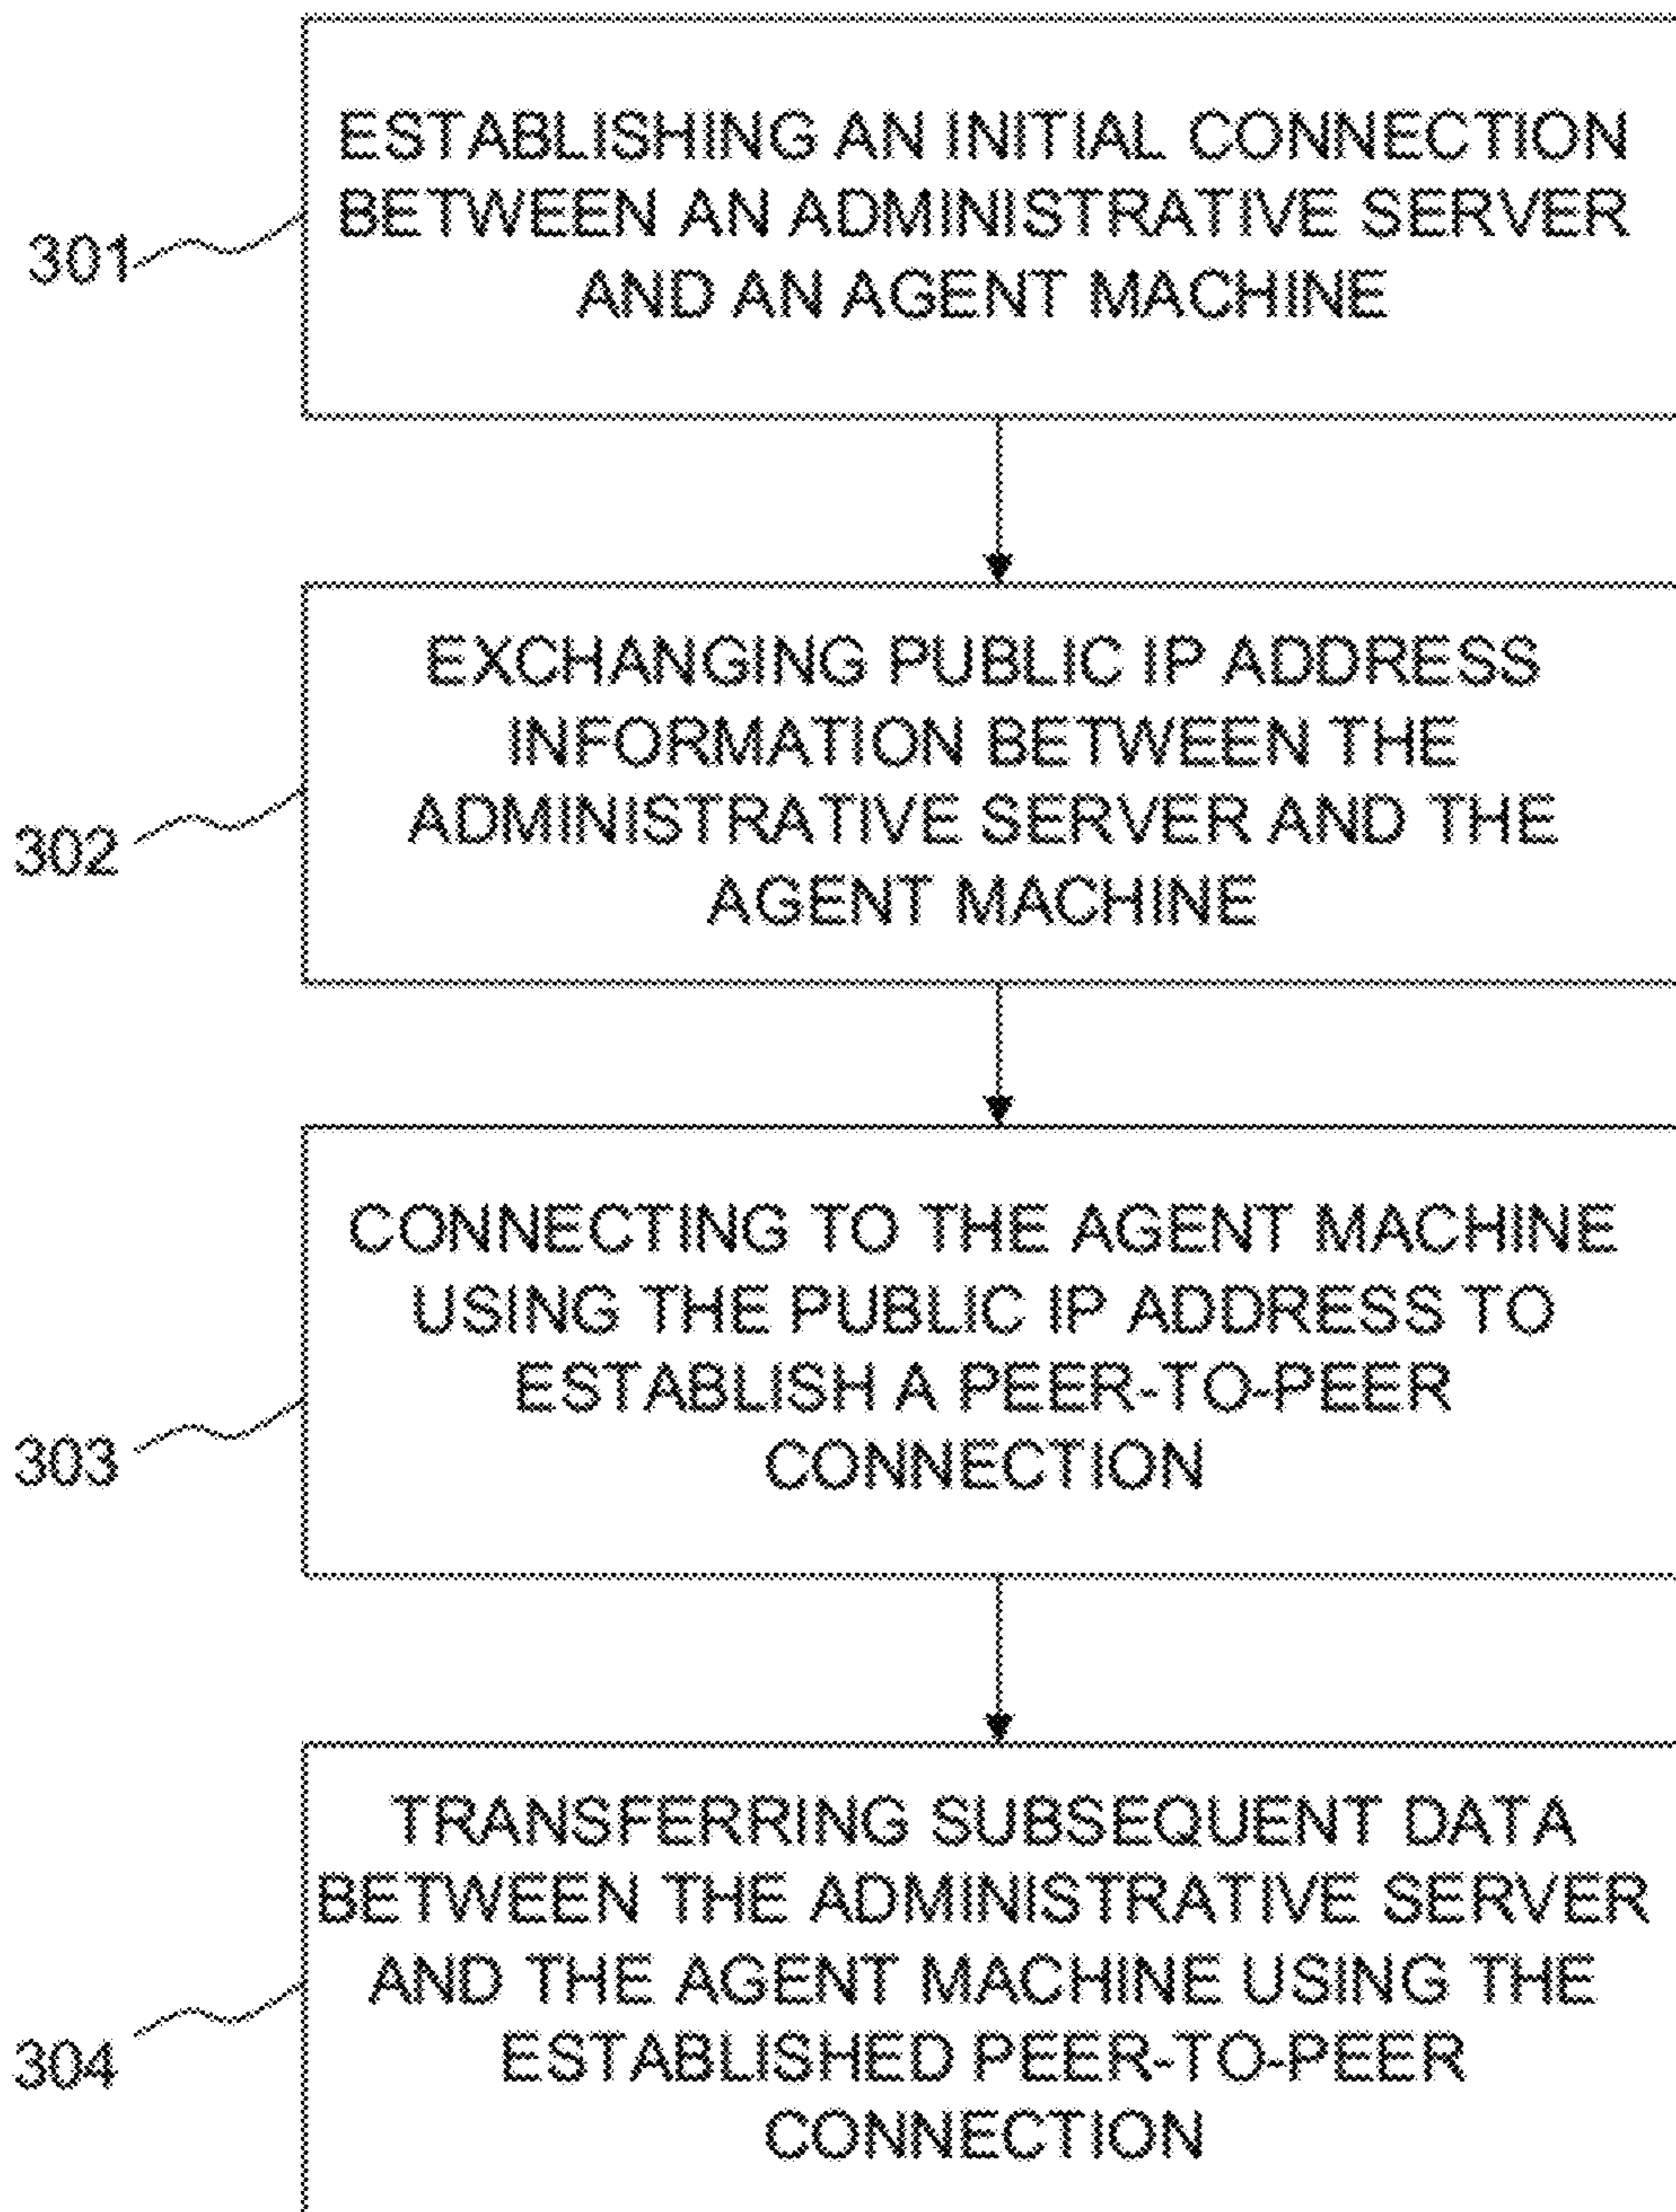 ESTABLISHING AN INITIAL CONNECTION
BETWEEN AN ADMINISTRATIVE SERVER
AND AN AGENT MACHINE
301
EXCHANGING PUBLIC IP ADDRESS
INFORMATION BETWEEN THE
ADMINISTRATIVE SERVER AND THE
AGENT MACHINE
302
CONNECTING TO THE AGENT MACHINE
USING THE PUBLIC IP ADDRESS TO
ESTABLISH A PEER-TO-PEER
CONNECTION
303
TRANSFERRING SUBSEQUENT DATA
BETWEEN THE ADMINISTRATIVE SERVER
AND THE AGENT MACHINE USING THE
ESTABLISHED PEER-TO-PEER
CONNECTION
304